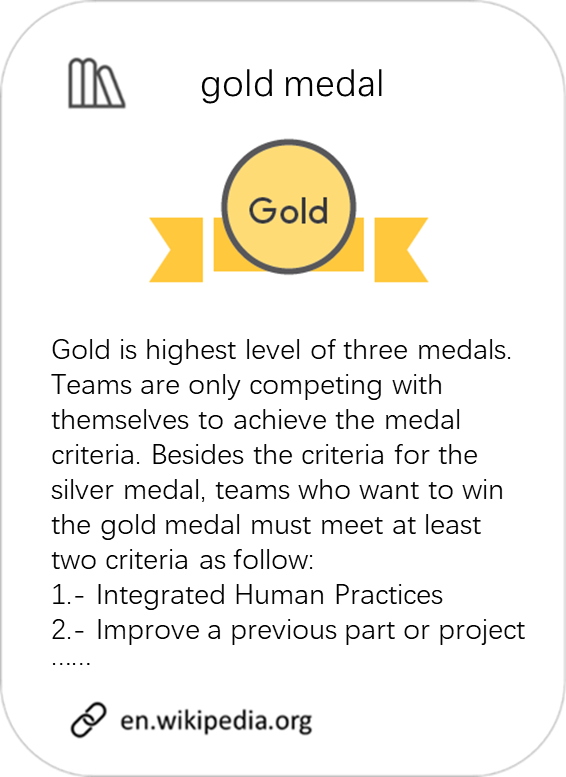 gold medal
Gold
Gold is highest level of three medals.
Teams are only competing with
themselves to achieve the medal
criteria. Besides the criteria for the
silver medal, teams who want to win
the gold medal must meet at least
two criteria as follow:
1.- Integrated Human Practices
2.- Improve a previous part or project
......
en.wikipedia.org